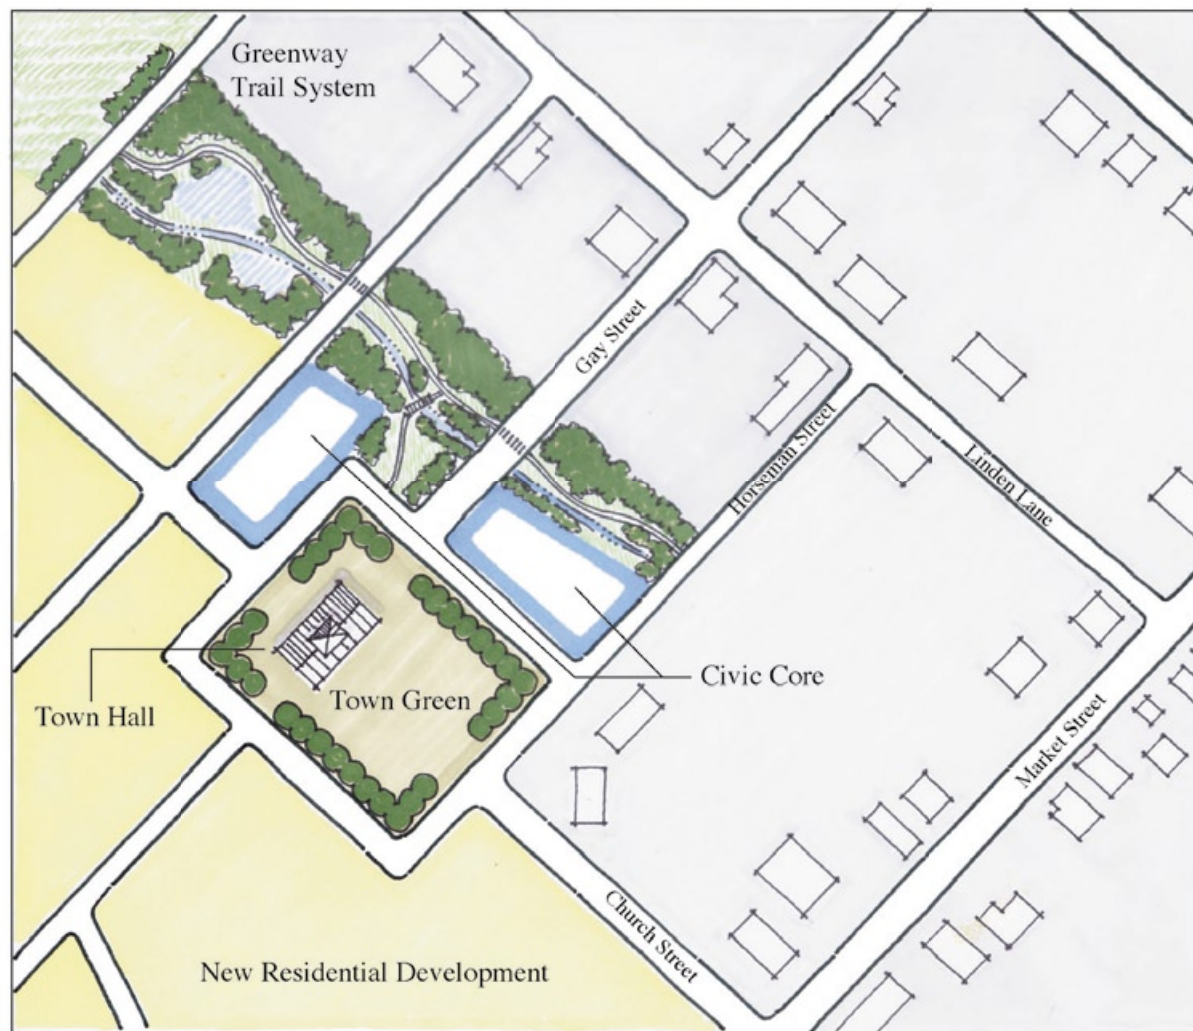 Greenway
Trail System
Gay Street
Horseman Street
Linden Lane
Civic Core
Town Green
Town Hall
Market Street
Church Street
New Residential Development